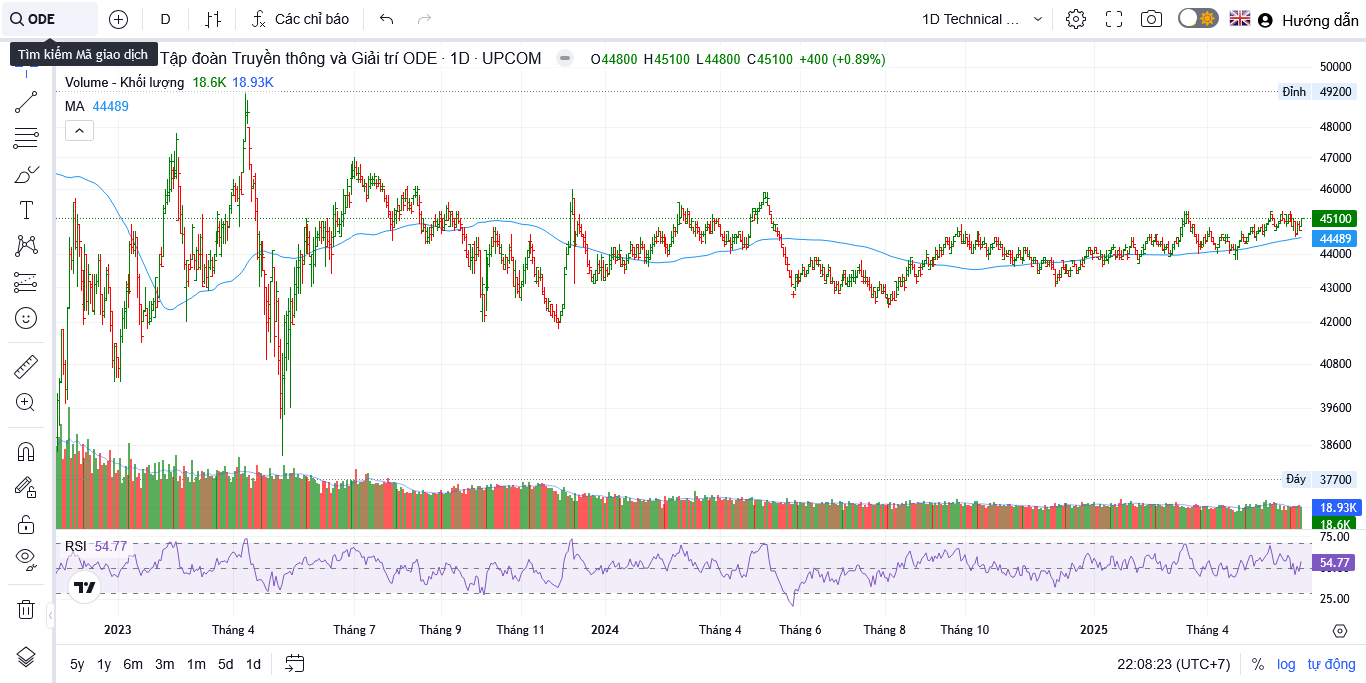 ODE D Các chỉ báo 1D Technical ... Hướng dẫn
Tìm kiếm Mã giao dịch
Tập đoàn Truyền thông và Giải trí ODE · 1D · UPCOM O44800 H45100 L44800 C45100 +400 (+0.89%)
Volume - Khối lượng 18.6K 18.93K
MA 44489
50000
Đỉnh 49200
48000
47000
46000
45100
44489
44000
43000
42000
40800
39600
38600
Đáy 37700
18.93K
18.6K
75.00
RSI 54.77
54.77
25.00
2023 Tháng 4 Tháng 7 Tháng 9 Tháng 11 2024 Tháng 4 Tháng 6 Tháng 8 Tháng 10 2025 Tháng 4
5y 1y 6m 3m 1m 5d 1d 22:08:23 (UTC+7) % log tự động